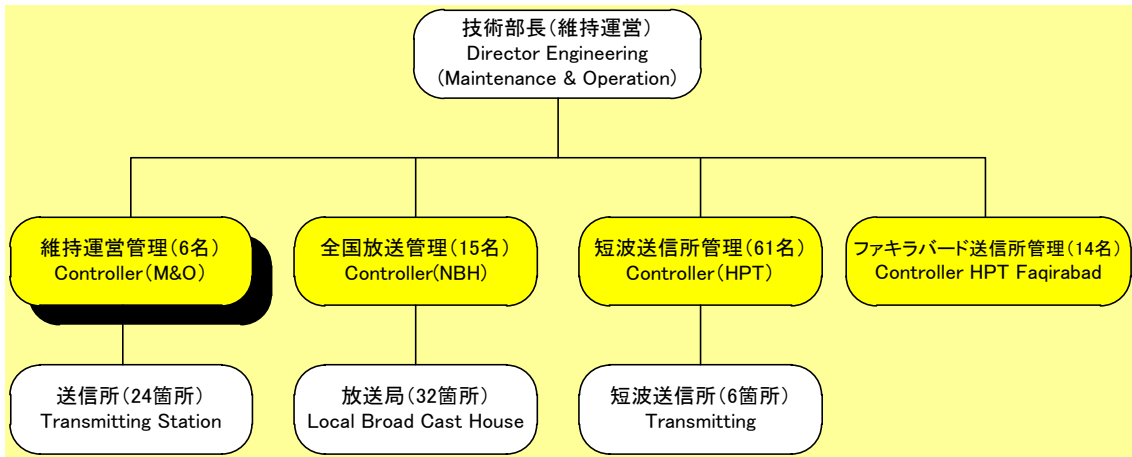 技術部長(維持運営)
Director Engineering
(Maintenance & Operation)
維持運営管理(6名)
Controller(M&O)
全国放送管理(15名)
Controller(NBH)
短波送信所管理(61名)
Controller(HPT)
ファキラバード送信所管理(14名)
Controller HPT Faqirabad
送信所(24箇所)
Transmitting Station
放送局(32箇所)
Local Broad Cast House
短波送信所(6箇所)
Transmitting